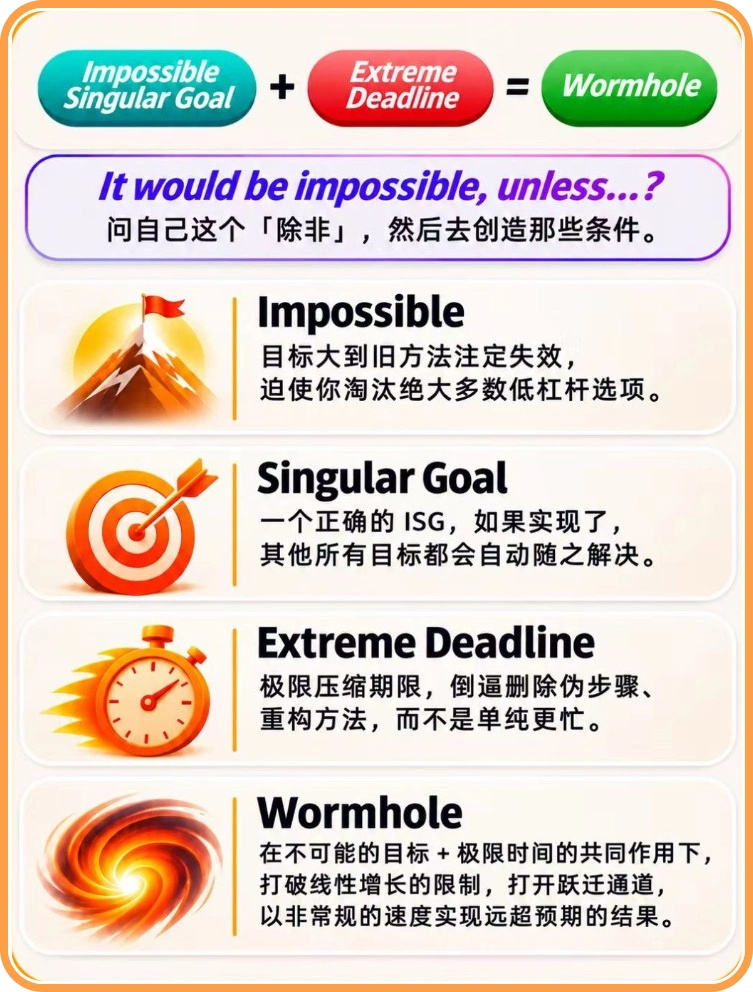 Impossible
Singular Goal
+
Extreme
Deadline
=
Wormhole
It would be impossible, unless...?
问自己这个「除非」，然后去创造那些条件。
Impossible
目标大到旧方法注定失效，
迫使你淘汰绝大多数低杠杆选项。
Singular Goal
一个正确的 ISG，如果实现了，
其他所有目标都会自动随之解决。
Extreme Deadline
极限压缩期限，倒逼删除伪步骤、
重构方法，而不是单纯更忙。
Wormhole
在不可能的目标 + 极限时间的共同作用下，
打破线性增长的限制，打开跃迁通道，
以非常规的速度实现远超预期的结果。